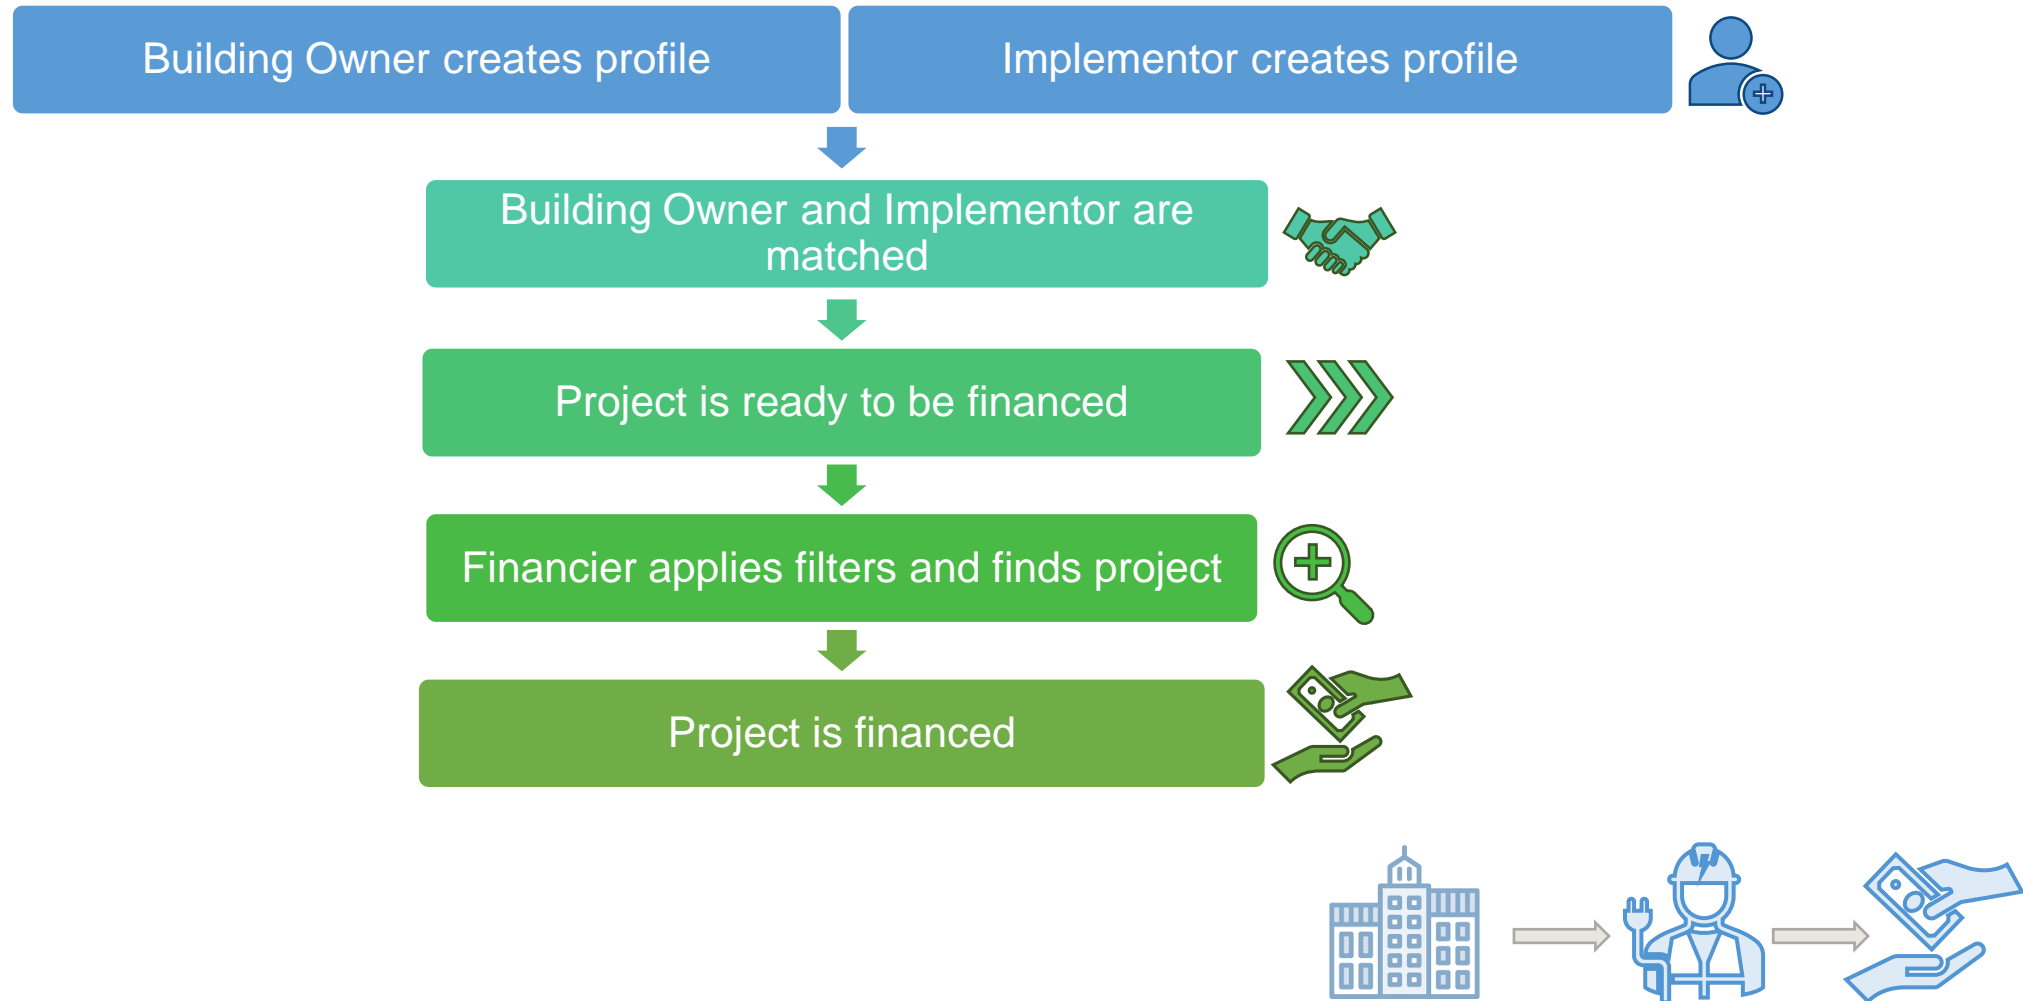 Building Owner creates profile
Implementor creates profile
Building Owner and Implementor are
matched
Project is ready to be financed
Financier applies filters and finds project
Project is financed